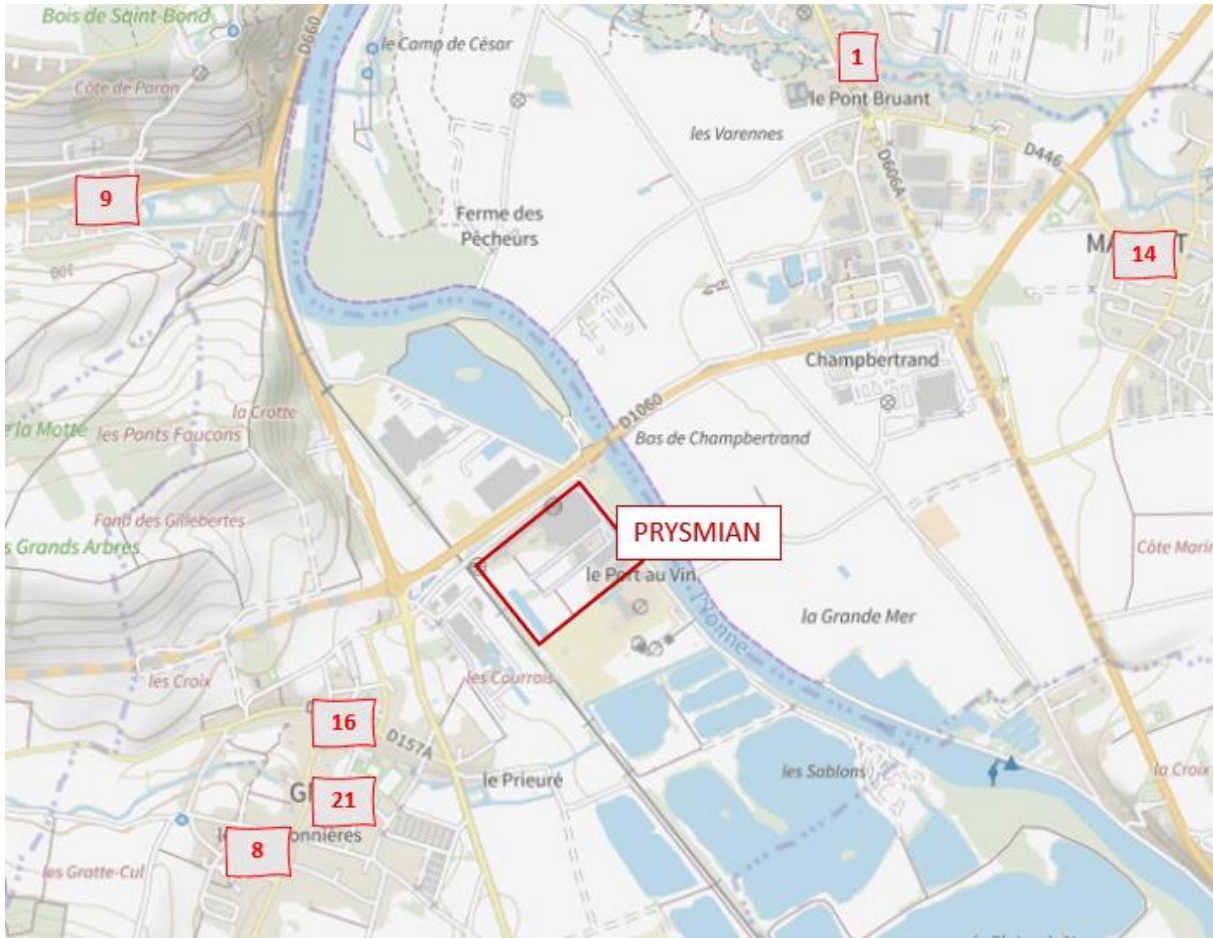 Bois de Saint-Bond
D660
le Camp de César
1
Côte de Paron
le Pont Bruant
les Varennes
D606A
D446
9
Ferme des
Pêcheurs
14
100
Champbertrand
la Crotte
D1060
les Ponts Faucons
Bas de Champbertrand
Fond des Gillebertes
PRYSMIAN
s Grands Arbres
Côte Marin
le Port au Vin
la Grande Mer
l'Yonne
les Croix
les Courrois
16
D157A
les Sablons
la Croix
le Prieuré
21
8
onnières
les Gratte-Cul